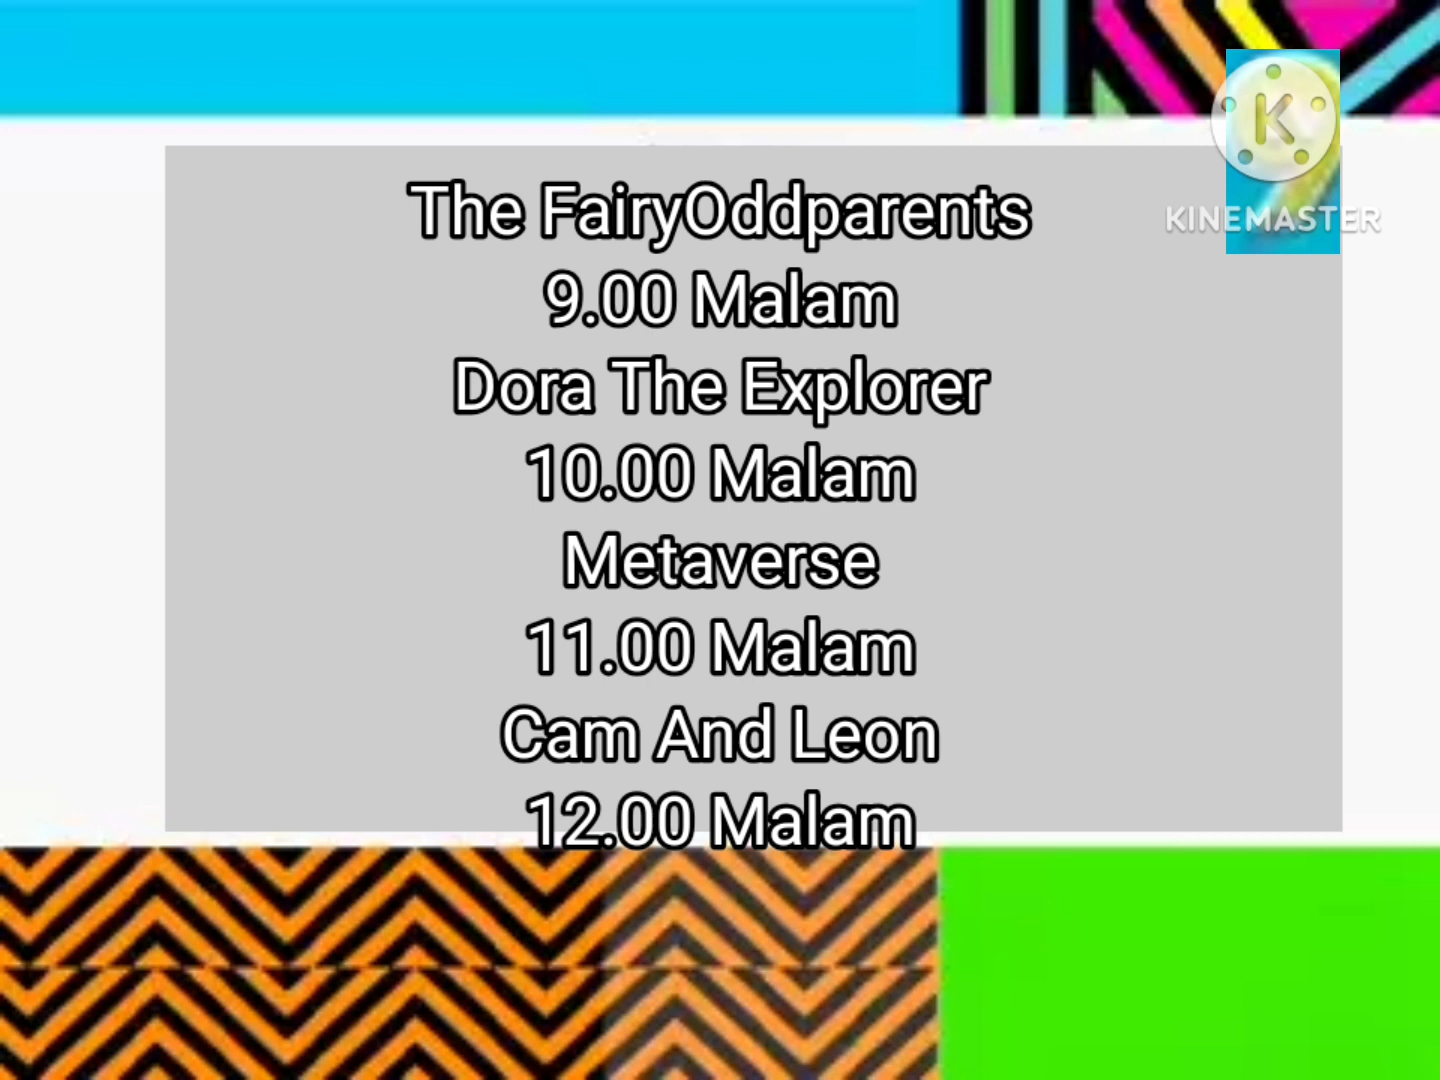 The FairyOddparents
9.00 Malam
Dora The Explorer
10.00 Malam
Metaverse
11.00 Malam
Cam And Leon
12.00 Malam
K
KINEMASTER